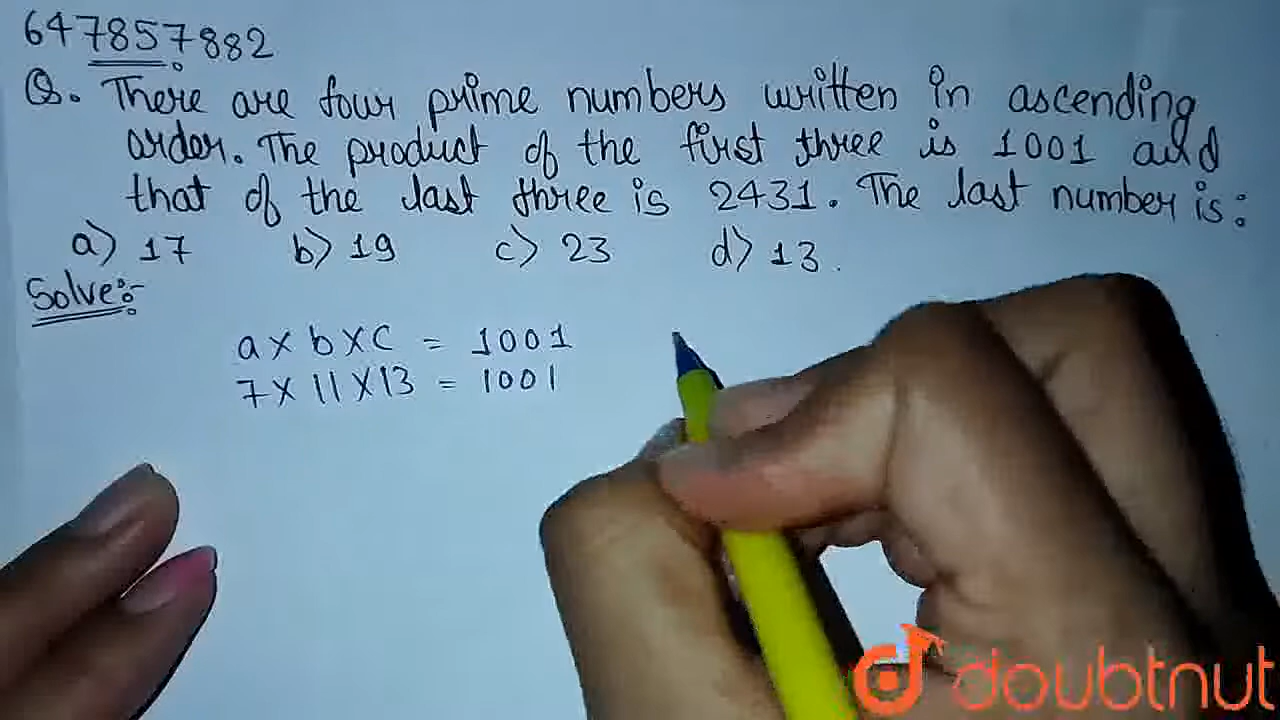 647857882
Q. There are four prime numbers written in ascending
order. The product of the first three is 1001 and
that of the last three is 2431. The last number is:
a) 17 b) 19 c) 23 d) 13.
Solve:-
a X b X C = 1001
7 X 11 X 13 = 1001
doubtnut